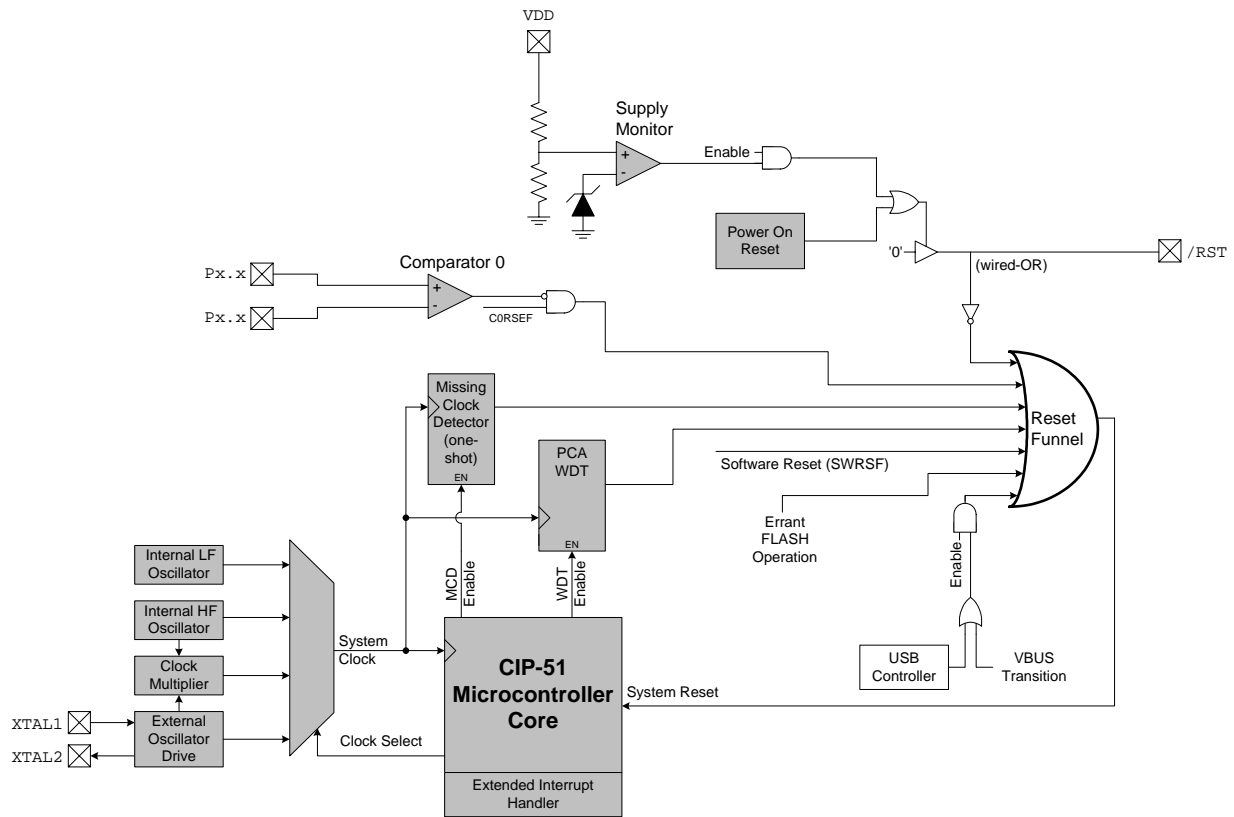 VDD
Supply
Monitor
+
-
Enable
Power On
Reset
'0'
(wired-OR)
/RST
Px.x
Px.x
Comparator 0
+
-
C0RSEF
Missing
Clock
Detector
(one-
shot)
EN
PCA
WDT
EN
Reset
Funnel
Software Reset (SWRSF)
Errant
FLASH
Operation
Enable
USB
Controller
VBUS
Transition
Internal LF
Oscillator
Internal HF
Oscillator
Clock
Multiplier
External
Oscillator
Drive
XTAL1
XTAL2
System
Clock
Clock Select
MCD
Enable
WDT
Enable
CIP-51
Microcontroller
Core
System Reset
Extended Interrupt
Handler